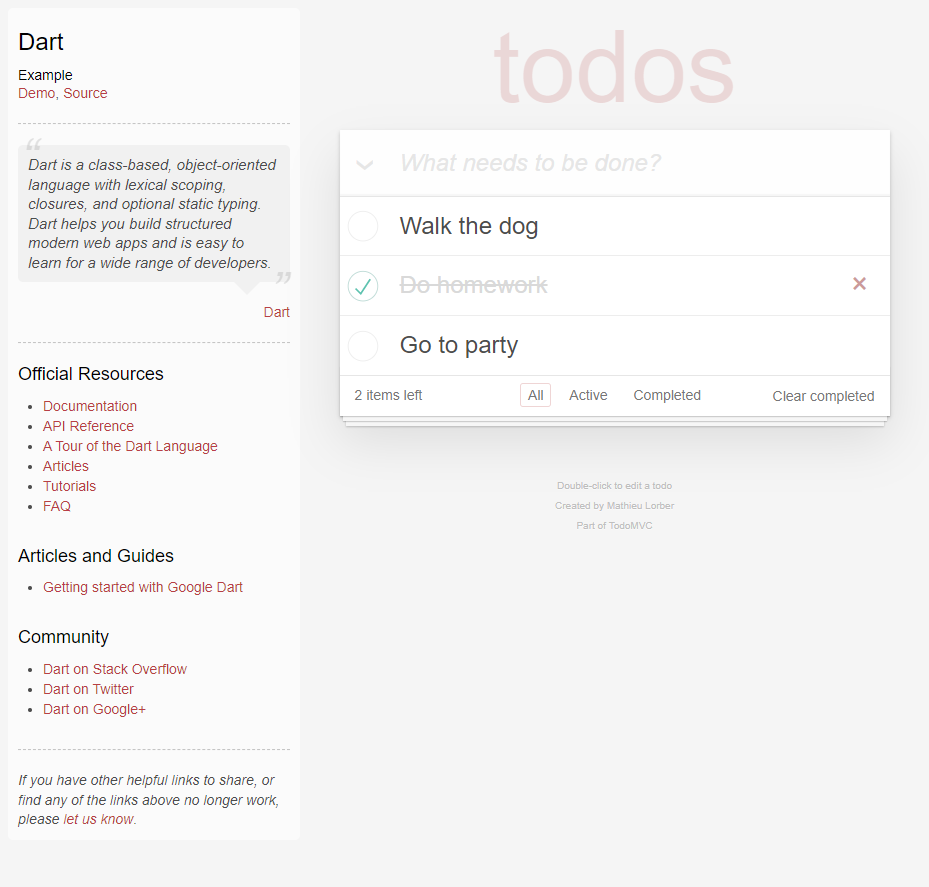 Dart
Example
Demo, Source
“
Dart is a class-based, object-oriented
language with lexical scoping,
closures, and optional static typing.
Dart helps you build structured
modern web apps and is easy to
learn for a wide range of developers.
”
Dart
Official Resources
Documentation
API Reference
A Tour of the Dart Language
Articles
Tutorials
FAQ
Articles and Guides
Getting started with Google Dart
Community
Dart on Stack Overflow
Dart on Twitter
Dart on Google+
If you have other helpful links to share, or
find any of the links above no longer work,
please let us know.
todos
What needs to be done?
Walk the dog
Do homework
Go to party
2 items left All Active Completed Clear completed
Double-click to edit a todo
Created by Mathieu Lorber
Part of TodoMVC